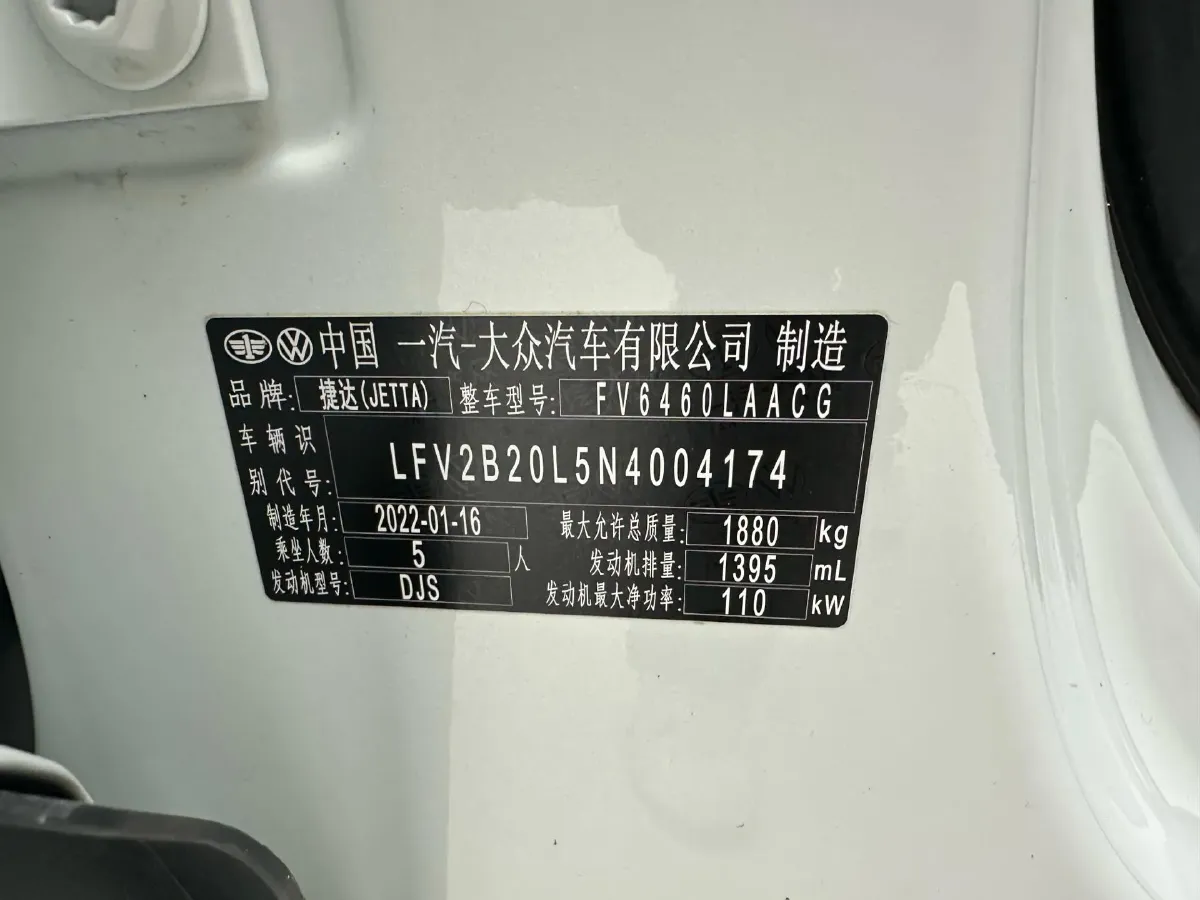 中国 一汽-大众汽车有限公司 制造
品牌: 捷达(JETTA) 整车型号: FV6460LAACG
车辆识别代号: LFV2B20L5N4004174
制造年月: 2022-01-16 最大允许总质量: 1880 kg
乘坐人数: 5 人 发动机排量: 1395 mL
发动机型号: DJS 发动机最大净功率: 110 kW